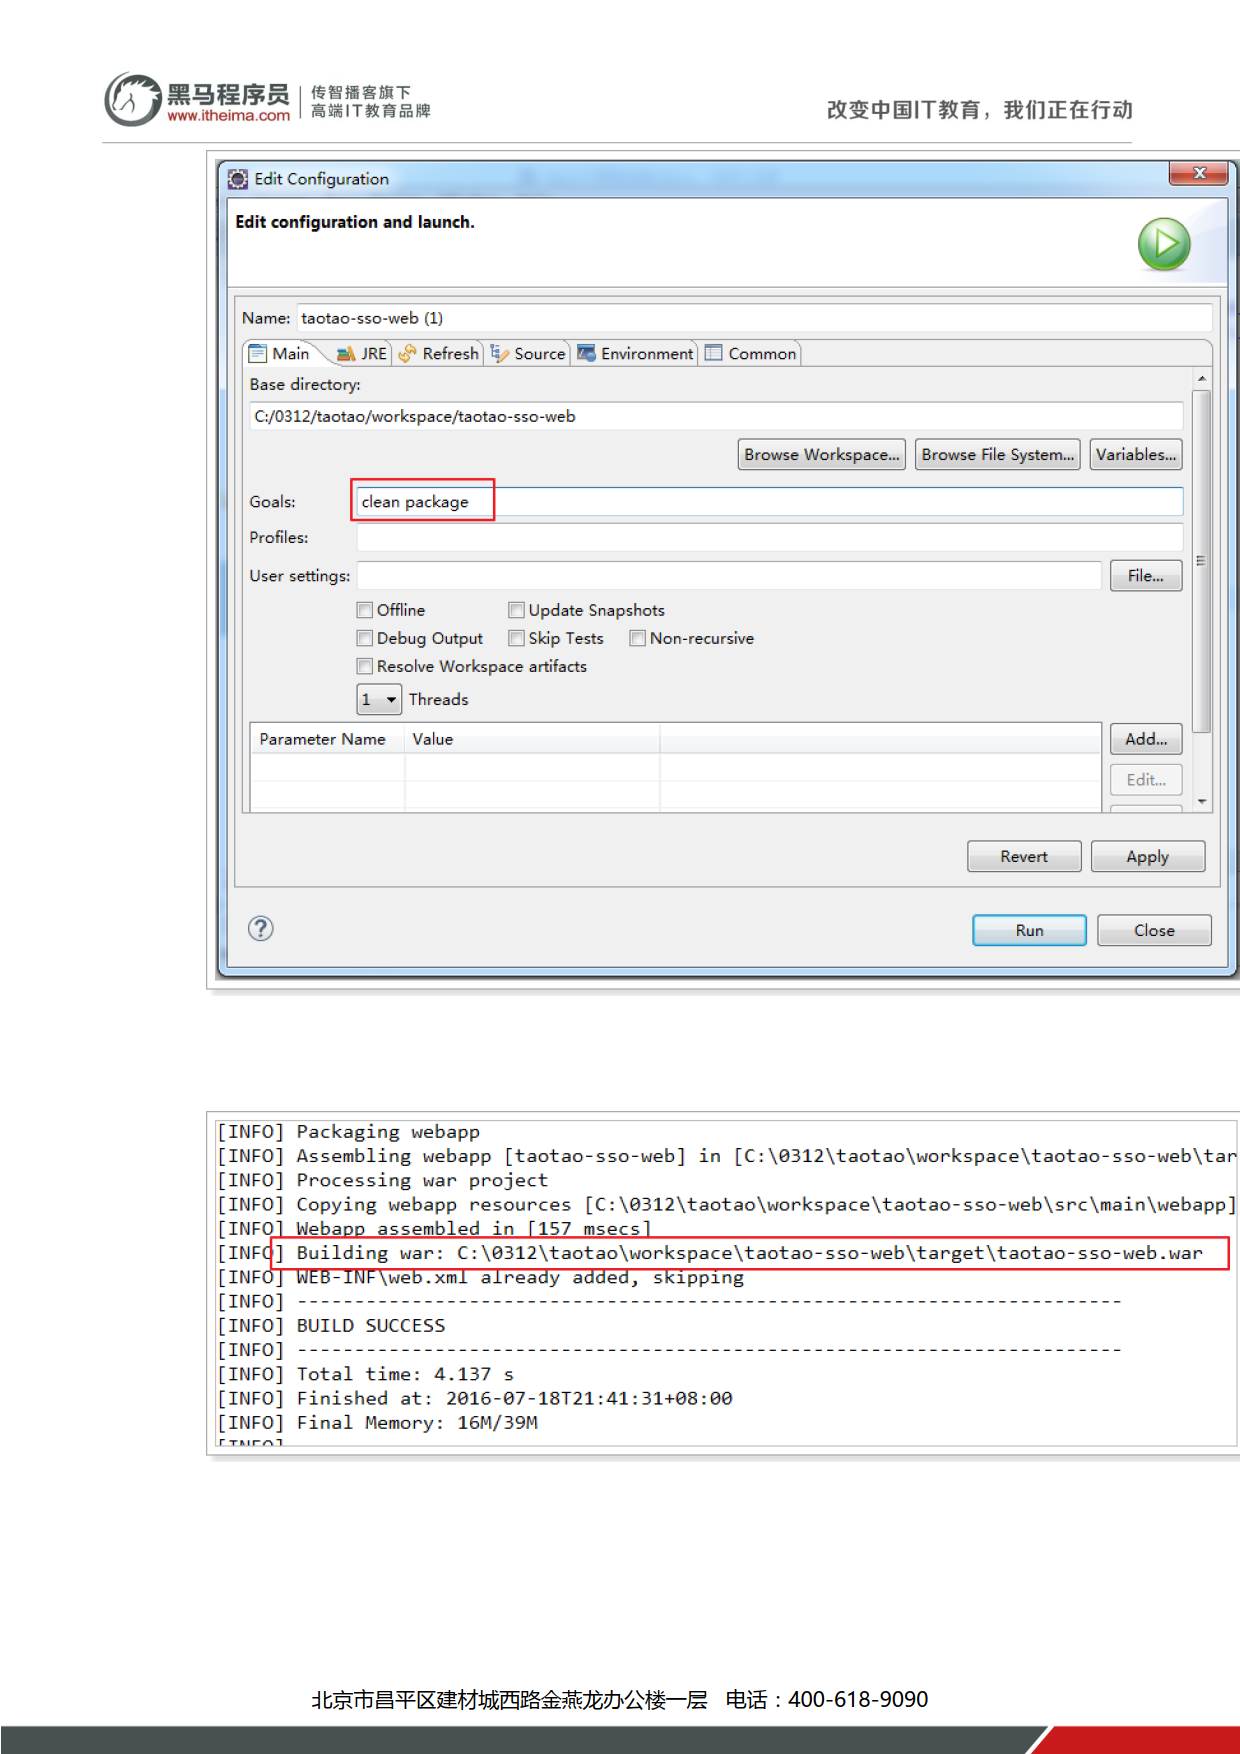 黑马程序员 传智播客旗下
www.itheima.com 高端IT教育品牌
改变中国IT教育，我们正在行动
Edit Configuration
Edit configuration and launch.
Name: taotao-sso-web (1)
Main JRE Refresh Source Environment Common
Base directory:
C:/0312/taotao/workspace/taotao-sso-web
Browse Workspace... Browse File System... Variables...
Goals: clean package
Profiles:
User settings: File...
Offline Update Snapshots
Debug Output Skip Tests Non-recursive
Resolve Workspace artifacts
1 Threads
Parameter Name Value Add...
Edit...
Revert Apply
? Run Close
[INFO] Packaging webapp
[INFO] Assembling webapp [taotao-sso-web] in [C:\0312\taotao\workspace\taotao-sso-web\tar
[INFO] Processing war project
[INFO] Copying webapp resources [C:\0312\taotao\workspace\taotao-sso-web\src\main\webapp]
[INFO] Webapp assembled in [157 msecs]
[INFO] Building war: C:\0312\taotao\workspace\taotao-sso-web\target\taotao-sso-web.war
[INFO] WEB-INF\web.xml already added, skipping
[INFO] ------------------------------------------------------------------------
[INFO] BUILD SUCCESS
[INFO] ------------------------------------------------------------------------
[INFO] Total time: 4.137 s
[INFO] Finished at: 2016-07-18T21:41:31+08:00
[INFO] Final Memory: 16M/39M
[INFO]
北京市昌平区建材城西路金燕龙办公楼一层 电话：400-618-9090